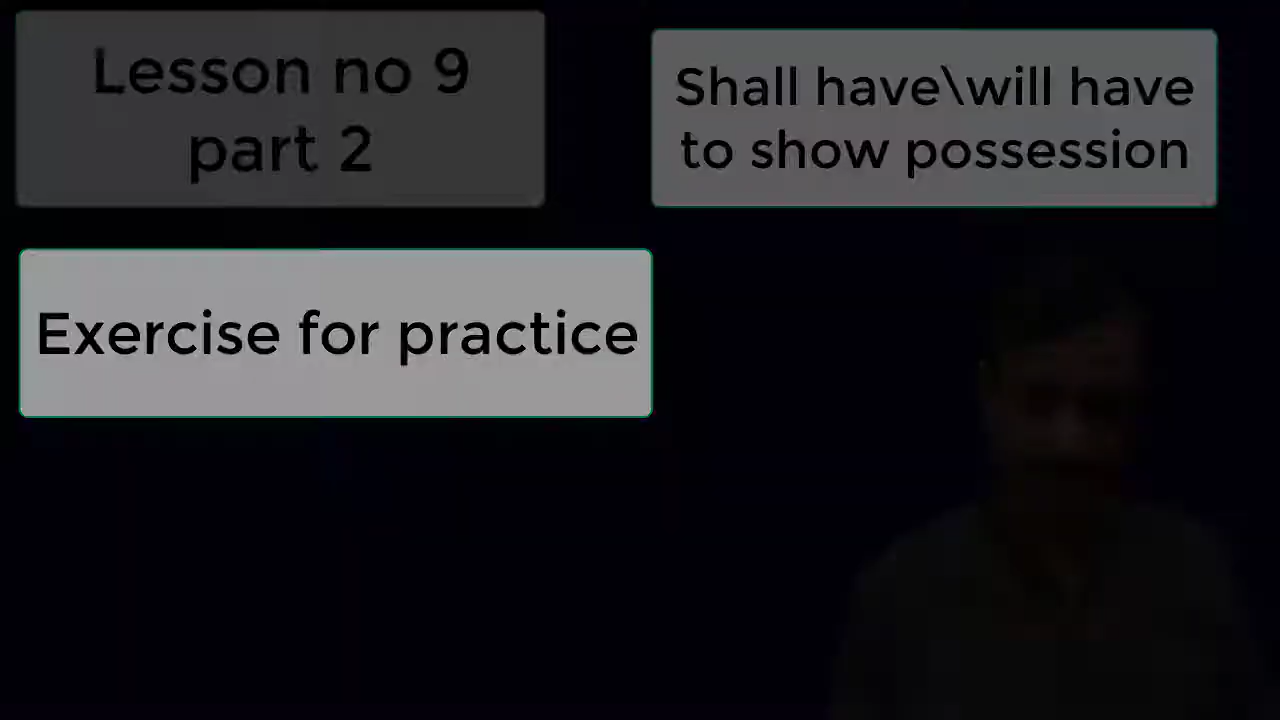 Lesson no 9
part 2
Shall have\will have
to show possession
Exercise for practice